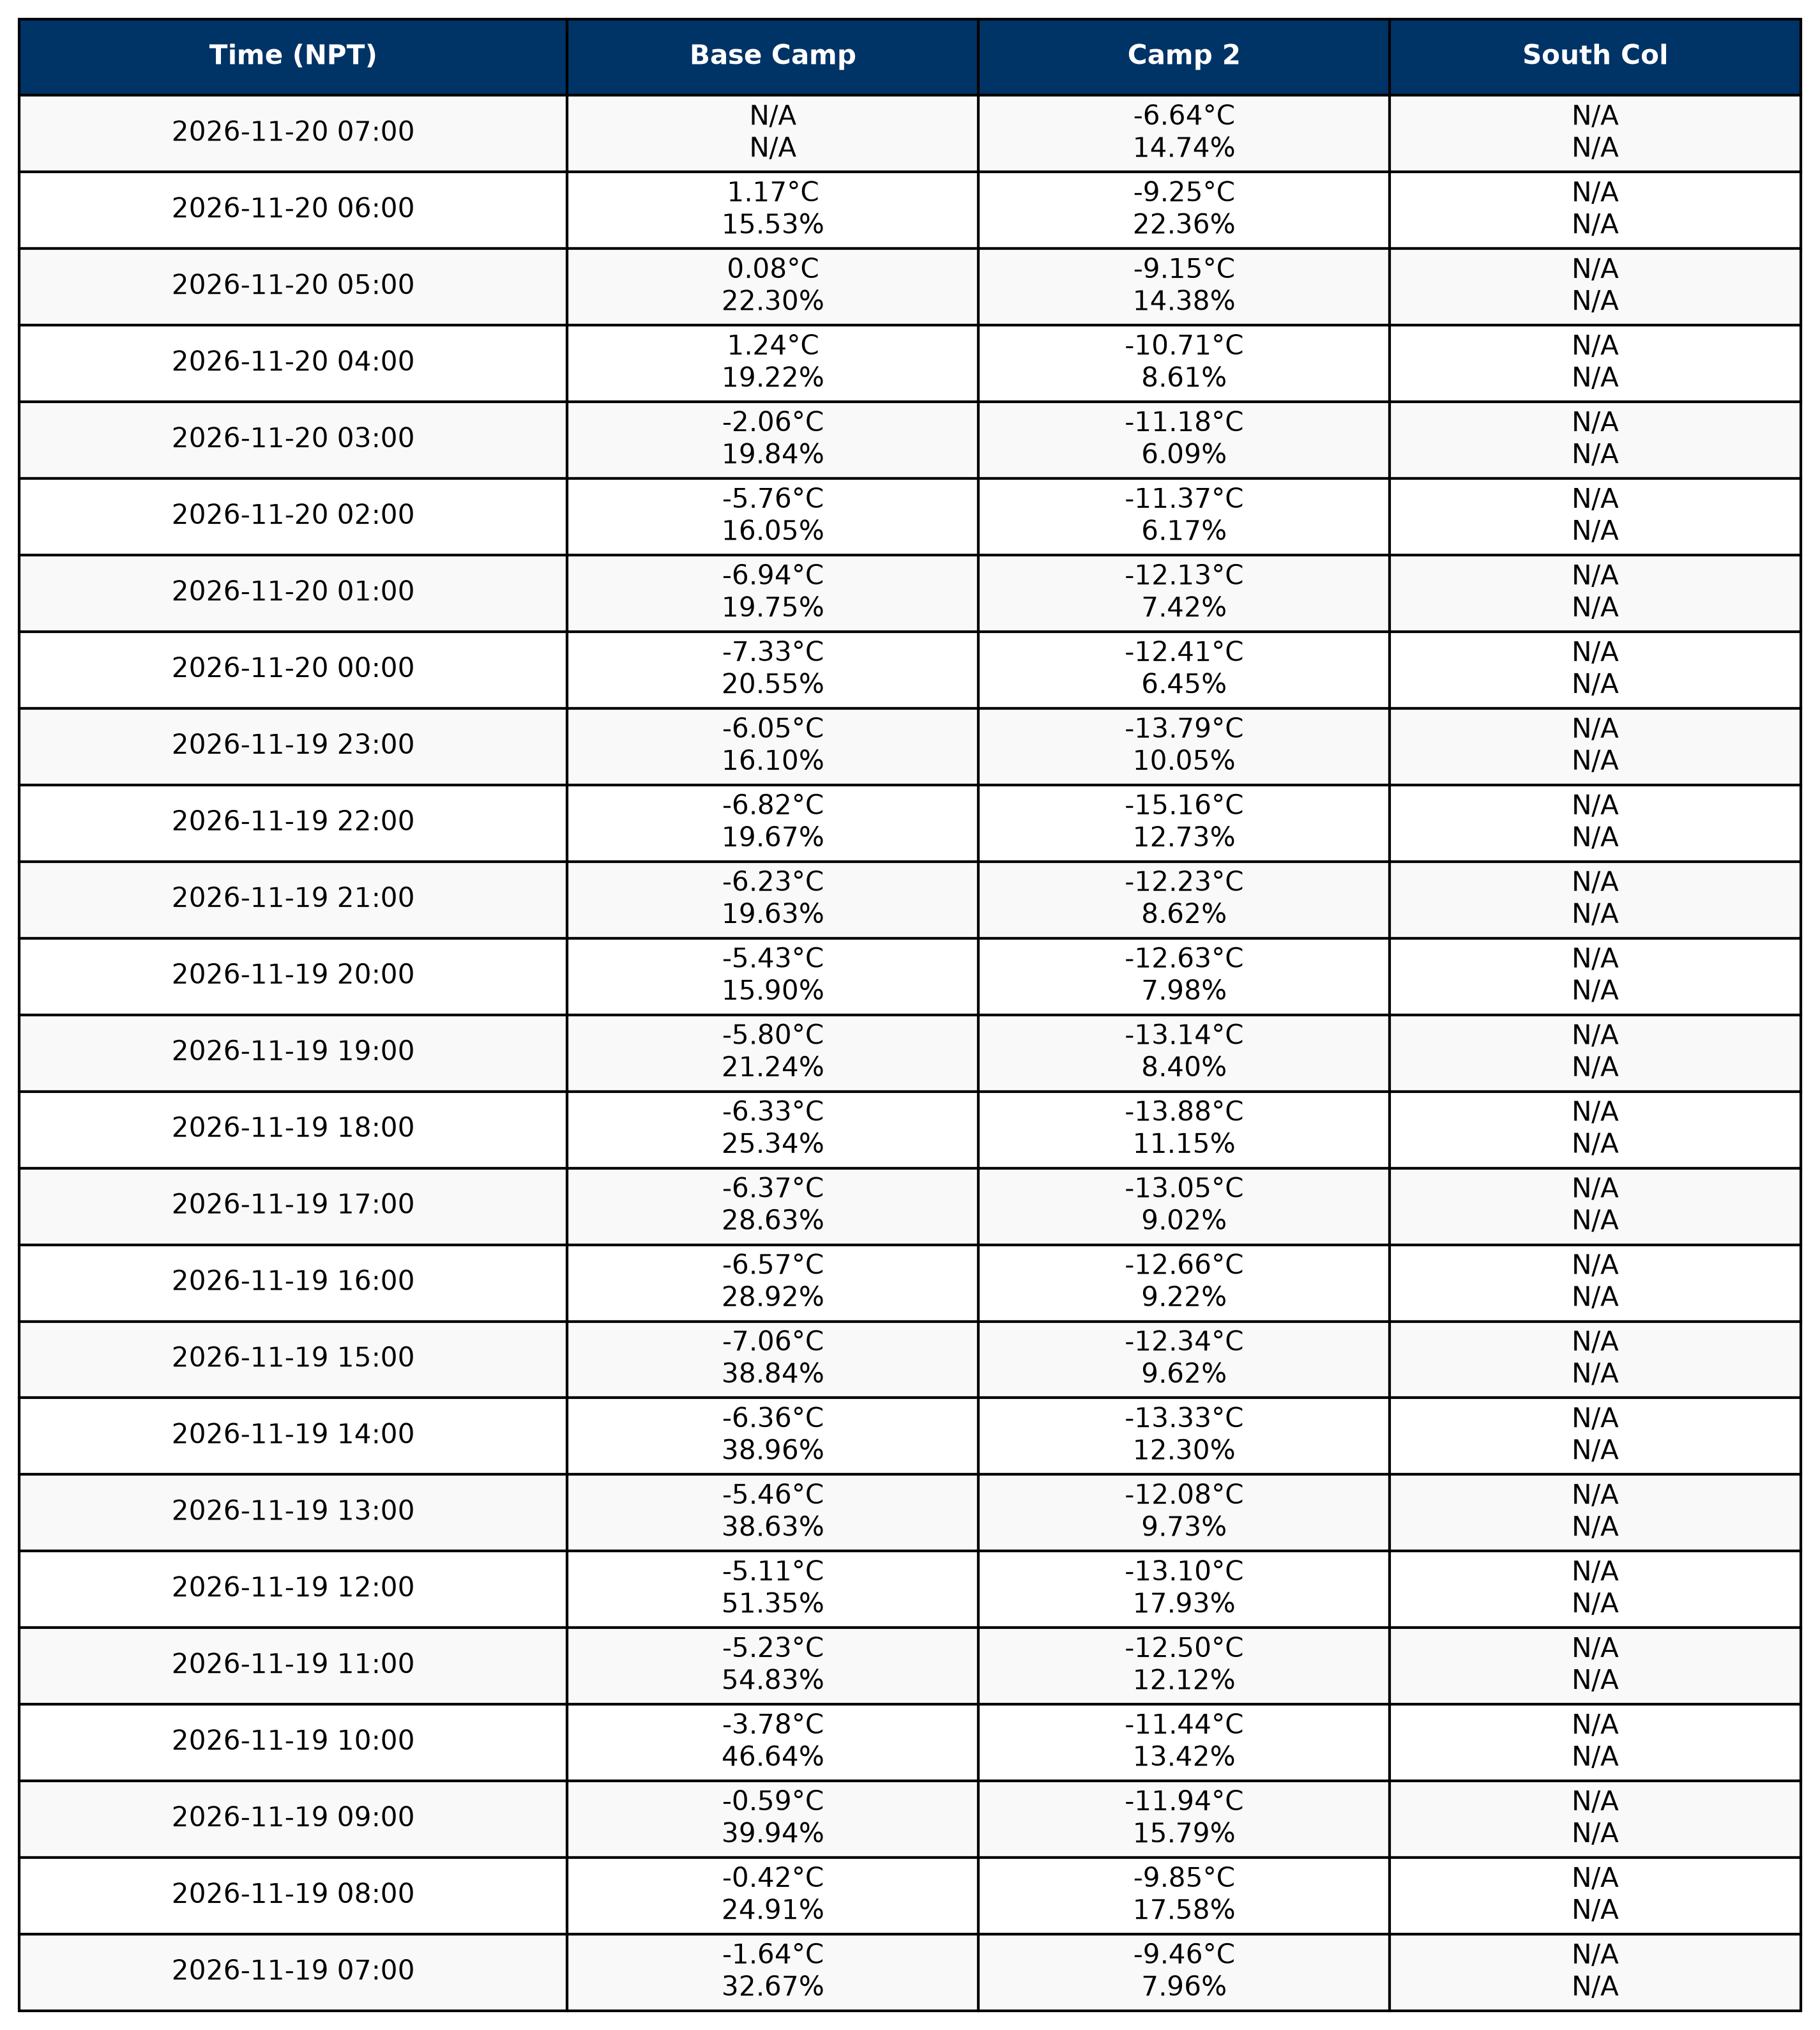 Time (NPT) Base Camp Camp 2 South Col
N/A -6.64°C N/A
2026-11-20 07:00
N/A 14.74% N/A
1.17°C -9.25°C N/A
2026-11-20 06:00
15.53% 22.36% N/A
0.08°C -9.15°C N/A
2026-11-20 05:00
22.30% 14.38% N/A
1.24°C -10.71°C N/A
2026-11-20 04:00
19.22% 8.61% N/A
-2.06°C -11.18°C N/A
2026-11-20 03:00
19.84% 6.09% N/A
-5.76°C -11.37°C N/A
2026-11-20 02:00
16.05% 6.17% N/A
-6.94°C -12.13°C N/A
2026-11-20 01:00
19.75% 7.42% N/A
-7.33°C -12.41°C N/A
2026-11-20 00:00
20.55% 6.45% N/A
-6.05°C -13.79°C N/A
2026-11-19 23:00
16.10% 10.05% N/A
-6.82°C -15.16°C N/A
2026-11-19 22:00
19.67% 12.73% N/A
-6.23°C -12.23°C N/A
2026-11-19 21:00
19.63% 8.62% N/A
-5.43°C -12.63°C N/A
2026-11-19 20:00
15.90% 7.98% N/A
-5.80°C -13.14°C N/A
2026-11-19 19:00
21.24% 8.40% N/A
-6.33°C -13.88°C N/A
2026-11-19 18:00
25.34% 11.15% N/A
-6.37°C -13.05°C N/A
2026-11-19 17:00
28.63% 9.02% N/A
-6.57°C -12.66°C N/A
2026-11-19 16:00
28.92% 9.22% N/A
-7.06°C -12.34°C N/A
2026-11-19 15:00
38.84% 9.62% N/A
-6.36°C -13.33°C N/A
2026-11-19 14:00
38.96% 12.30% N/A
-5.46°C -12.08°C N/A
2026-11-19 13:00
38.63% 9.73% N/A
-5.11°C -13.10°C N/A
2026-11-19 12:00
51.35% 17.93% N/A
-5.23°C -12.50°C N/A
2026-11-19 11:00
54.83% 12.12% N/A
-3.78°C -11.44°C N/A
2026-11-19 10:00
46.64% 13.42% N/A
-0.59°C -11.94°C N/A
2026-11-19 09:00
39.94% 15.79% N/A
-0.42°C -9.85°C N/A
2026-11-19 08:00
24.91% 17.58% N/A
-1.64°C -9.46°C N/A
2026-11-19 07:00
32.67% 7.96% N/A